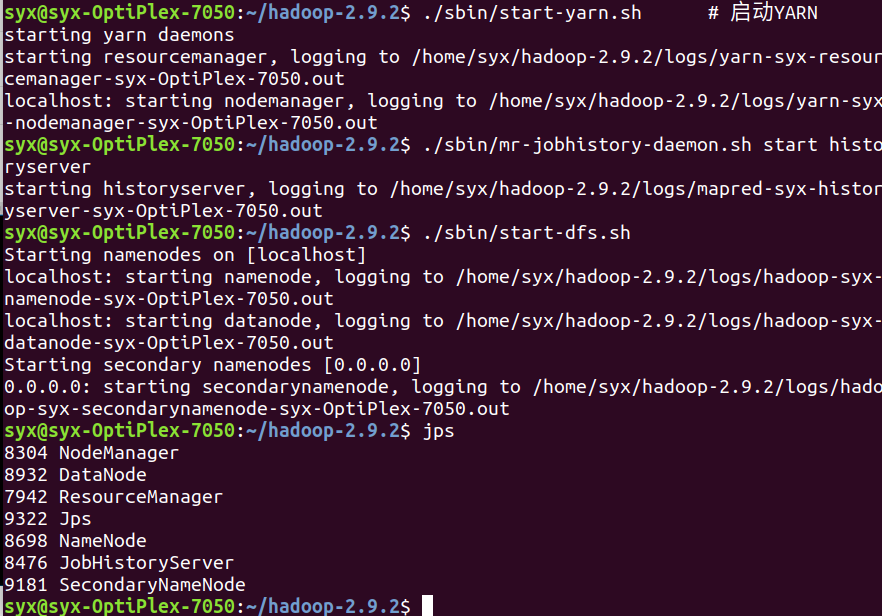 syx@syx-OptiPlex-7050:~/hadoop-2.9.2$ ./sbin/start-yarn.sh      # 启动YARN
starting yarn daemons
starting resourcemanager, logging to /home/syx/hadoop-2.9.2/logs/yarn-syx-resour
cemanager-syx-OptiPlex-7050.out
localhost: starting nodemanager, logging to /home/syx/hadoop-2.9.2/logs/yarn-syx
-nodemanager-syx-OptiPlex-7050.out
syx@syx-OptiPlex-7050:~/hadoop-2.9.2$ ./sbin/mr-jobhistory-daemon.sh start histo
ryserver
starting historyserver, logging to /home/syx/hadoop-2.9.2/logs/mapred-syx-histor
yserver-syx-OptiPlex-7050.out
syx@syx-OptiPlex-7050:~/hadoop-2.9.2$ ./sbin/start-dfs.sh
Starting namenodes on [localhost]
localhost: starting namenode, logging to /home/syx/hadoop-2.9.2/logs/hadoop-syx-
namenode-syx-OptiPlex-7050.out
localhost: starting datanode, logging to /home/syx/hadoop-2.9.2/logs/hadoop-syx-
datanode-syx-OptiPlex-7050.out
Starting secondary namenodes [0.0.0.0]
0.0.0.0: starting secondarynamenode, logging to /home/syx/hadoop-2.9.2/logs/hado
op-syx-secondarynamenode-syx-OptiPlex-7050.out
syx@syx-OptiPlex-7050:~/hadoop-2.9.2$ jps
8304 NodeManager
8932 DataNode
7942 ResourceManager
9322 Jps
8698 NameNode
8476 JobHistoryServer
9181 SecondaryNameNode
syx@syx-OptiPlex-7050:~/hadoop-2.9.2$